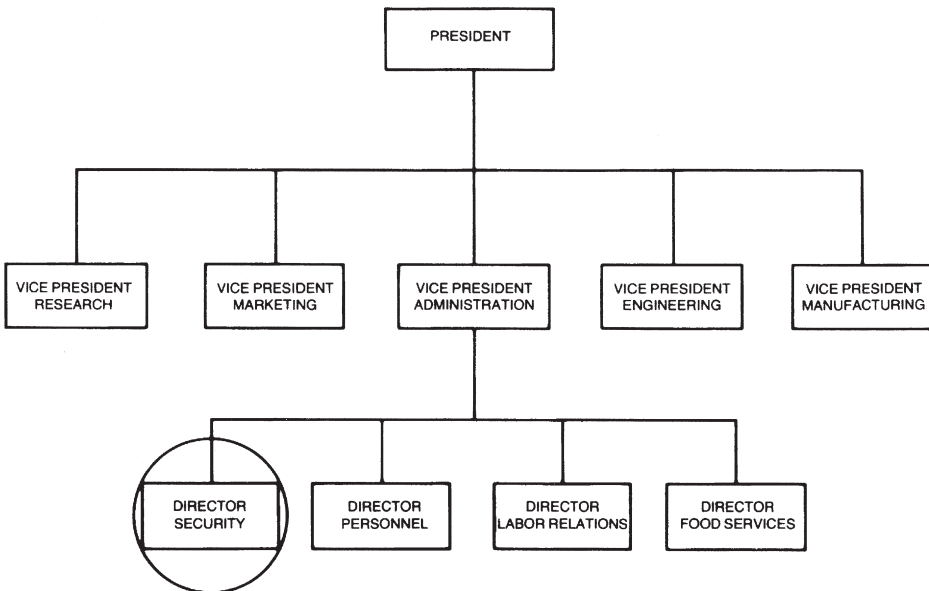 PRESIDENT
VICE PRESIDENT
RESEARCH
VICE PRESIDENT
MARKETING
VICE PRESIDENT
ADMINISTRATION
VICE PRESIDENT
ENGINEERING
VICE PRESIDENT
MANUFACTURING
DIRECTOR
SECURITY
DIRECTOR
PERSONNEL
DIRECTOR
LABOR RELATIONS
DIRECTOR
FOOD SERVICES